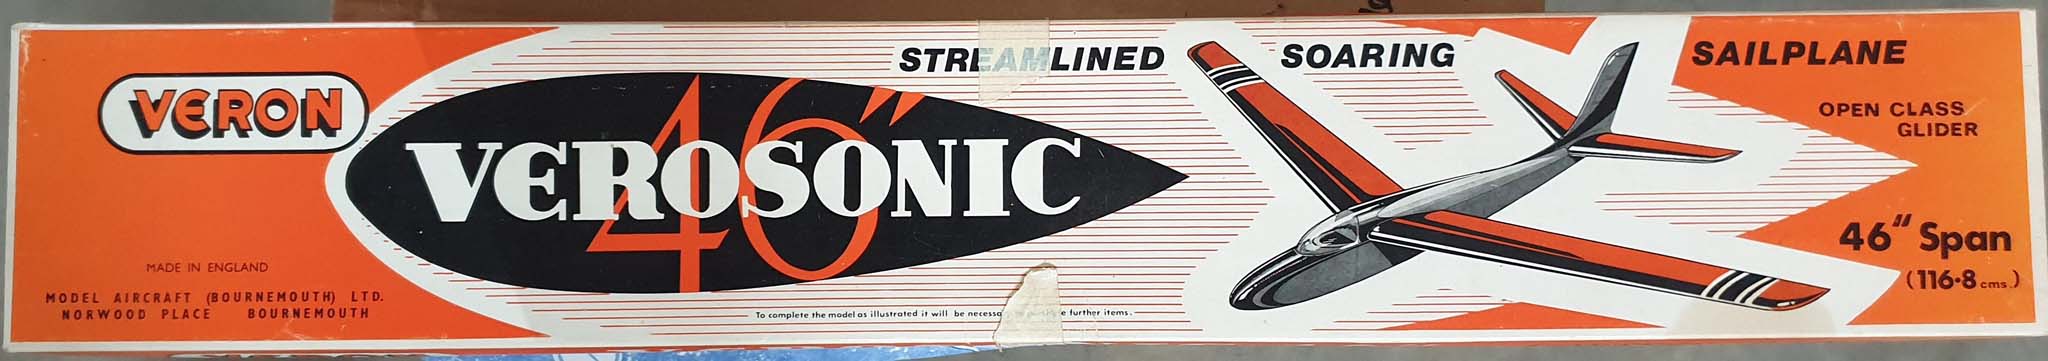 VERON
46"
VEROSONIC
STREAMLINED SOARING SAILPLANE
OPEN CLASS
GLIDER
46" Span
(116·8 cms.)
MADE IN ENGLAND
MODEL AIRCRAFT (BOURNEMOUTH) LTD.
NORWOOD PLACE BOURNEMOUTH
To complete the model as illustrated it will be further items.